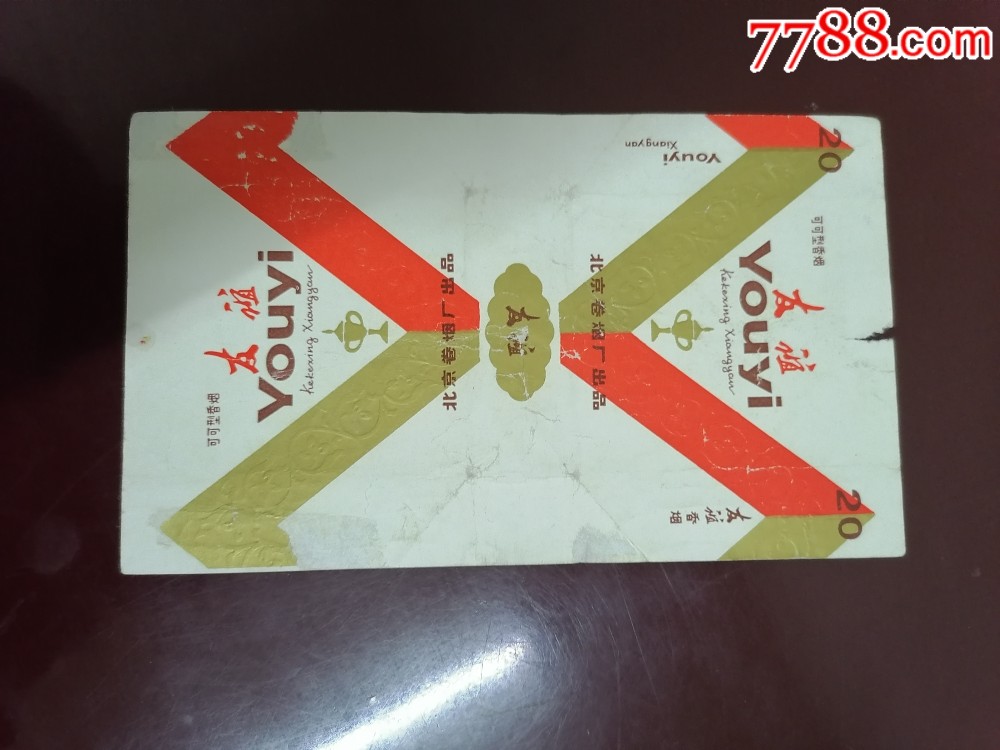 7788.com
友谊
Youyi
Kekexing Xiangyan
可可型香烟
北京卷烟厂出品
友谊
北京卷烟厂出品
友谊
Youyi
Kekexing Xiangyan
可可型香烟
Youyi
Xiangyan
20
友谊
香烟
20